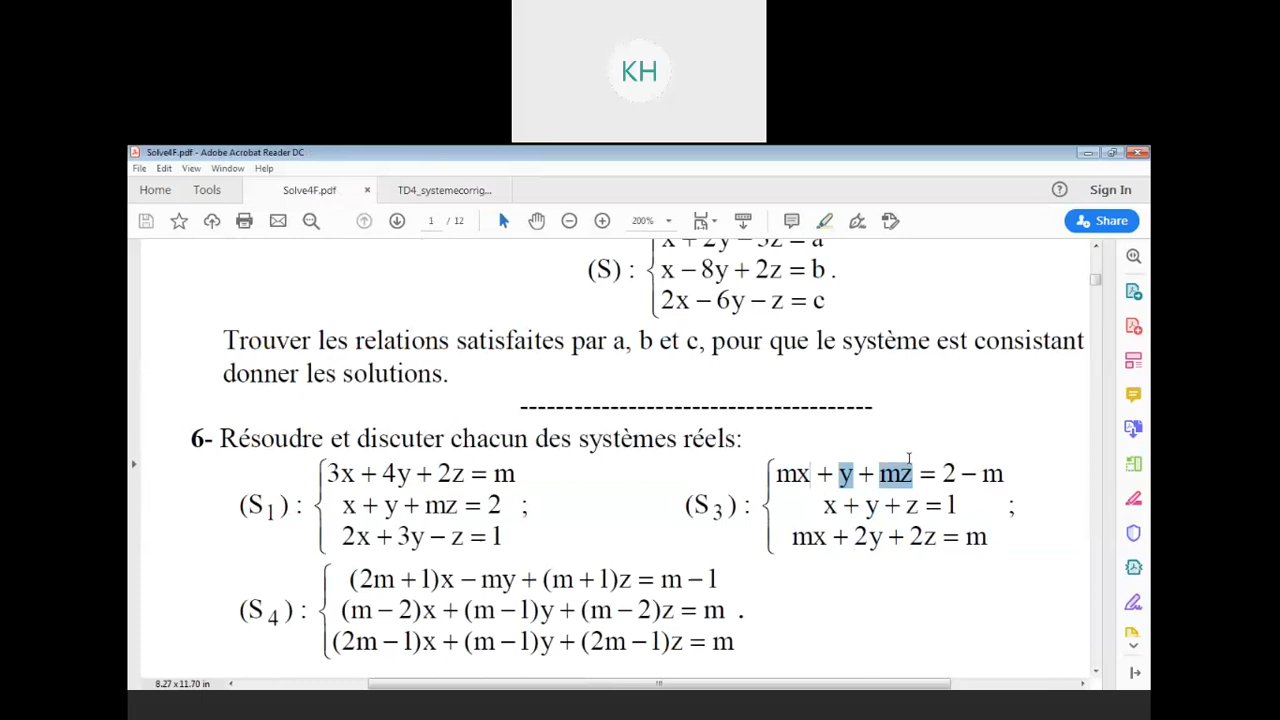 KH
Solve4F.pdf - Adobe Acrobat Reader DC
File Edit View Window Help
Home Tools Solve4F.pdf × TD4_systemecorrig... Sign In
1 / 12 200% Share
x + 2y − 3z = a
(S) : x − 8y + 2z = b .
2x − 6y − z = c
Trouver les relations satisfaites par a, b et c, pour que le système est consistant
donner les solutions.
-------------------------------------
6- Résoudre et discuter chacun des systèmes réels:
3x + 4y + 2z = m
(S1) : x + y + mz = 2 ;
2x + 3y − z = 1
mx + y + mz = 2 − m
(S3) : x + y + z = 1 ;
mx + 2y + 2z = m
(2m + 1)x − my + (m + 1)z = m − 1
(S4) : (m − 2)x + (m − 1)y + (m − 2)z = m .
(2m − 1)x + (m − 1)y + (2m − 1)z = m
8.27 x 11.70 in